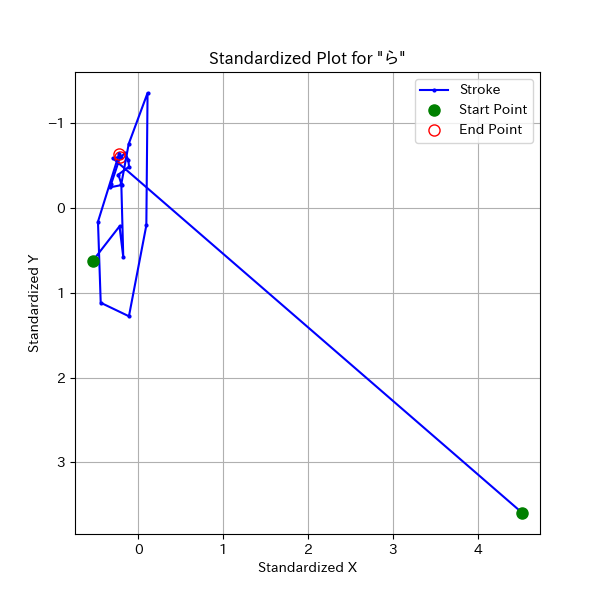 Standardized Plot for "ら"
Stroke
Start Point
End Point
−1
0
1
2
3
Standardized Y
0 1 2 3 4
Standardized X